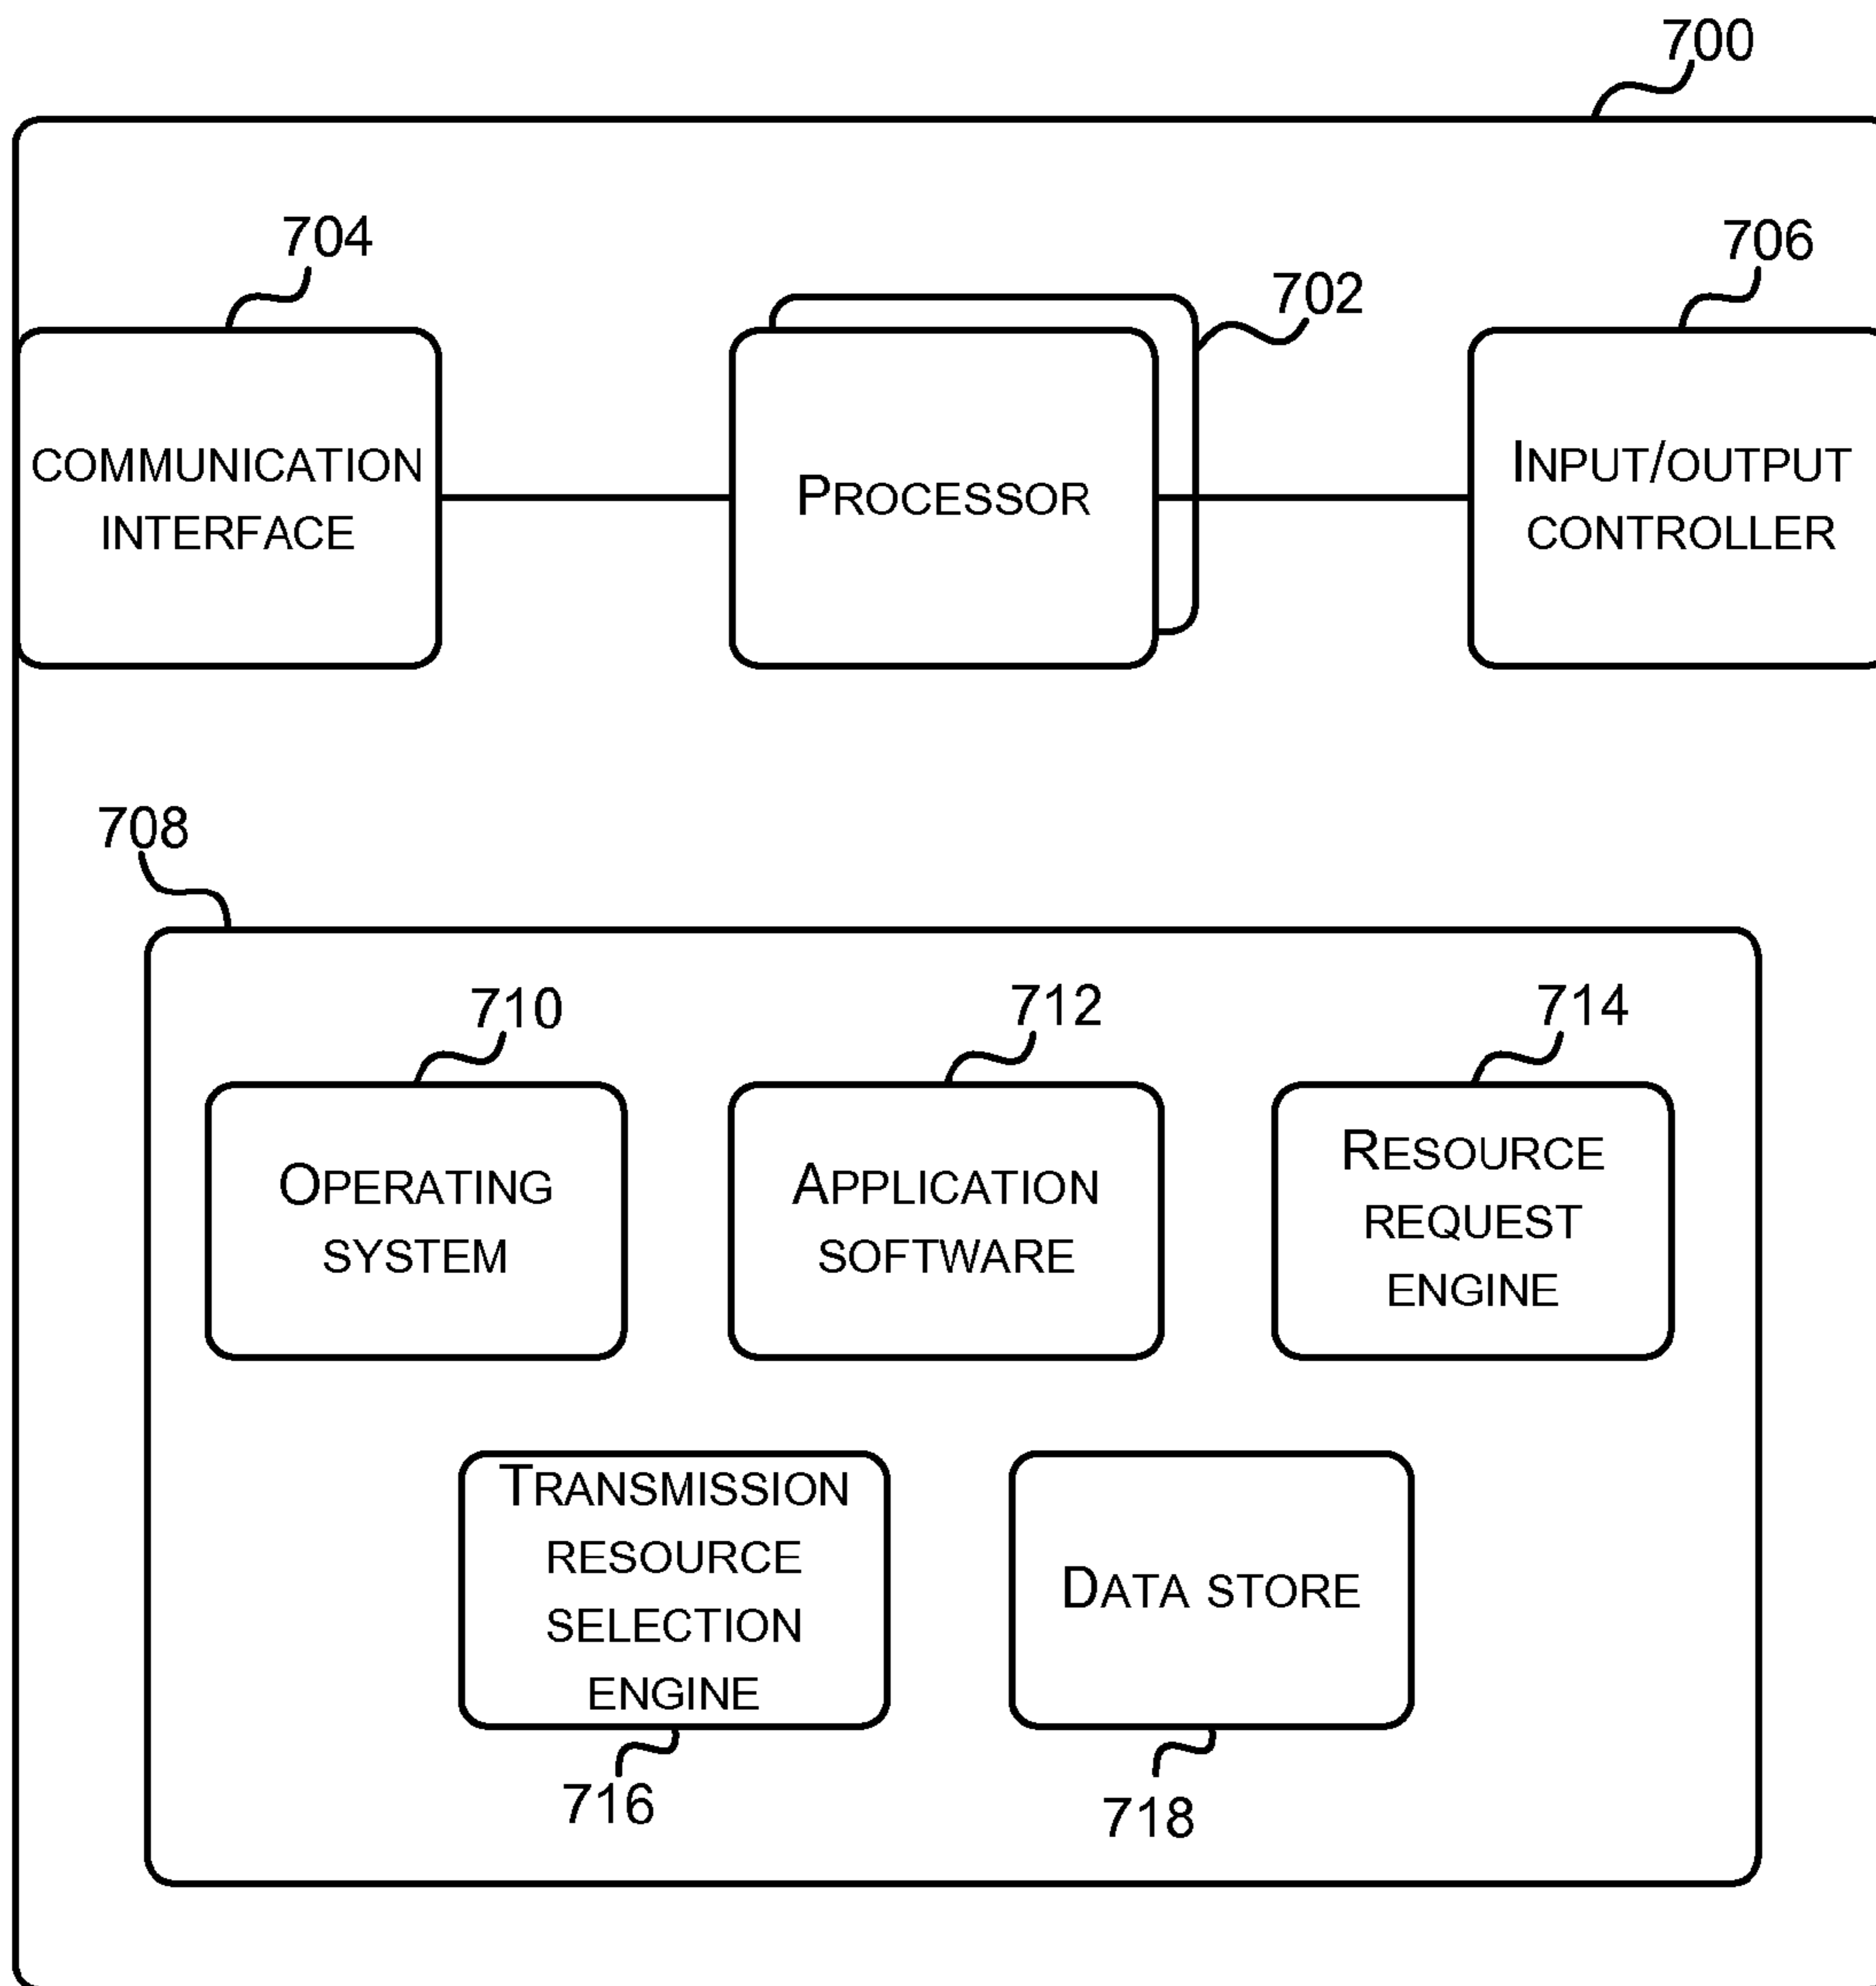 700
704
702
706
COMMUNICATION
INTERFACE
PROCESSOR
INPUT/OUTPUT
CONTROLLER
708
710
712
714
OPERATING
SYSTEM
APPLICATION
SOFTWARE
RESOURCE
REQUEST
ENGINE
TRANSMISSION
RESOURCE
SELECTION
ENGINE
DATA STORE
716
718